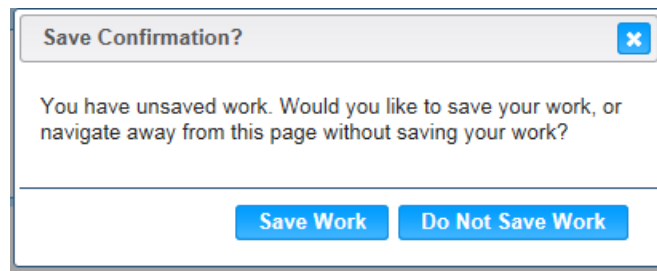 Save Confirmation?
You have unsaved work. Would you like to save your work, or
navigate away from this page without saving your work?
Save Work Do Not Save Work